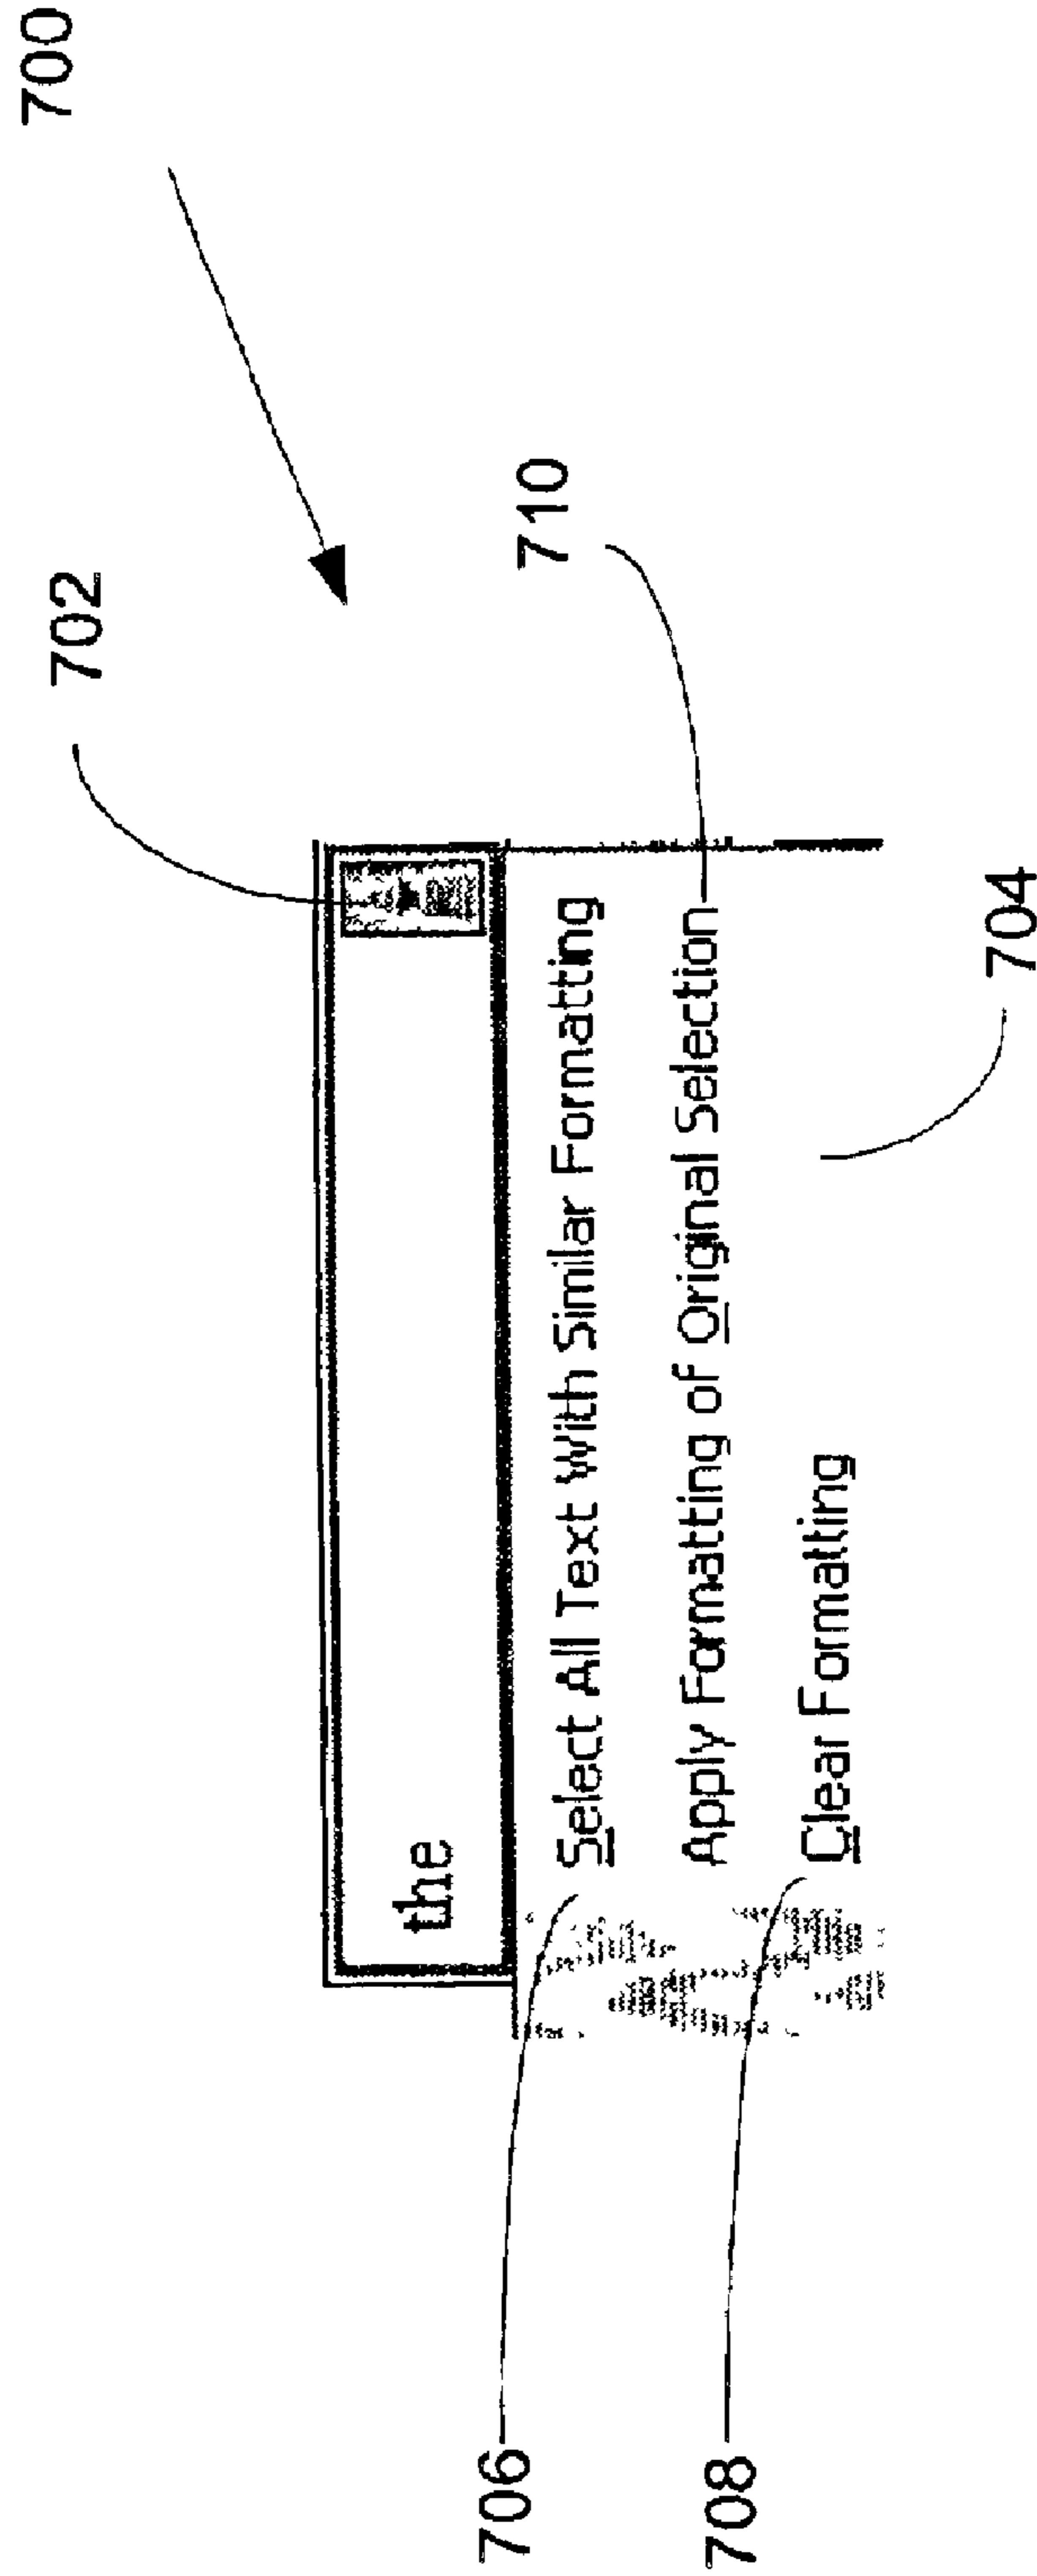 700
702
the
706
Select All Text With Similar Formatting
710
Apply Formatting of Original Selection
708
Clear Formatting
704